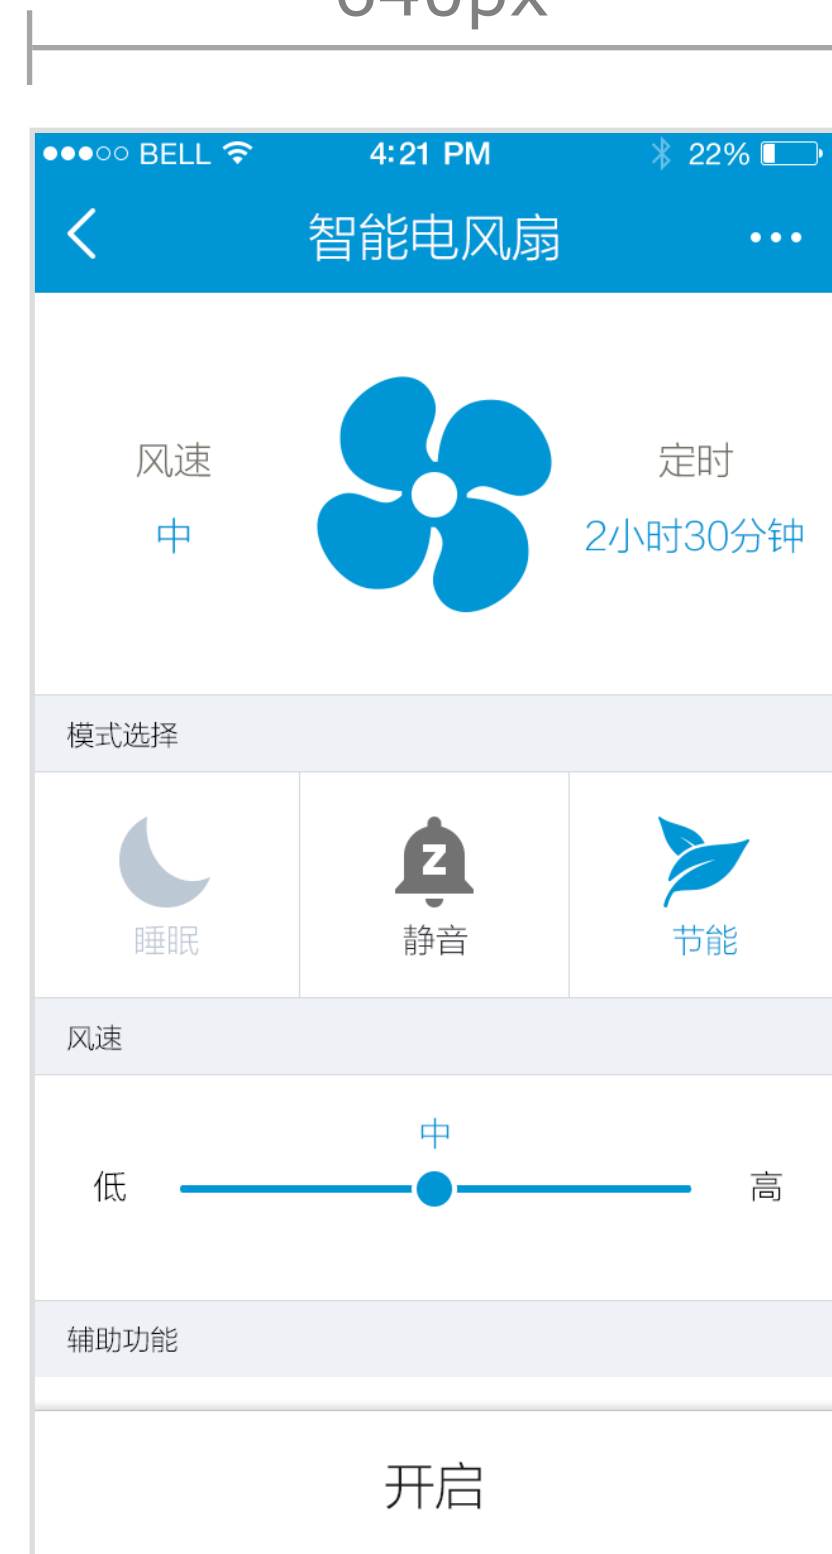 640px
BELL 4:21 PM 22%
智能电风扇
风速 定时
中 2小时30分钟
模式选择
Z
睡眠 静音 节能
风速
中
低 高
辅助功能
开启